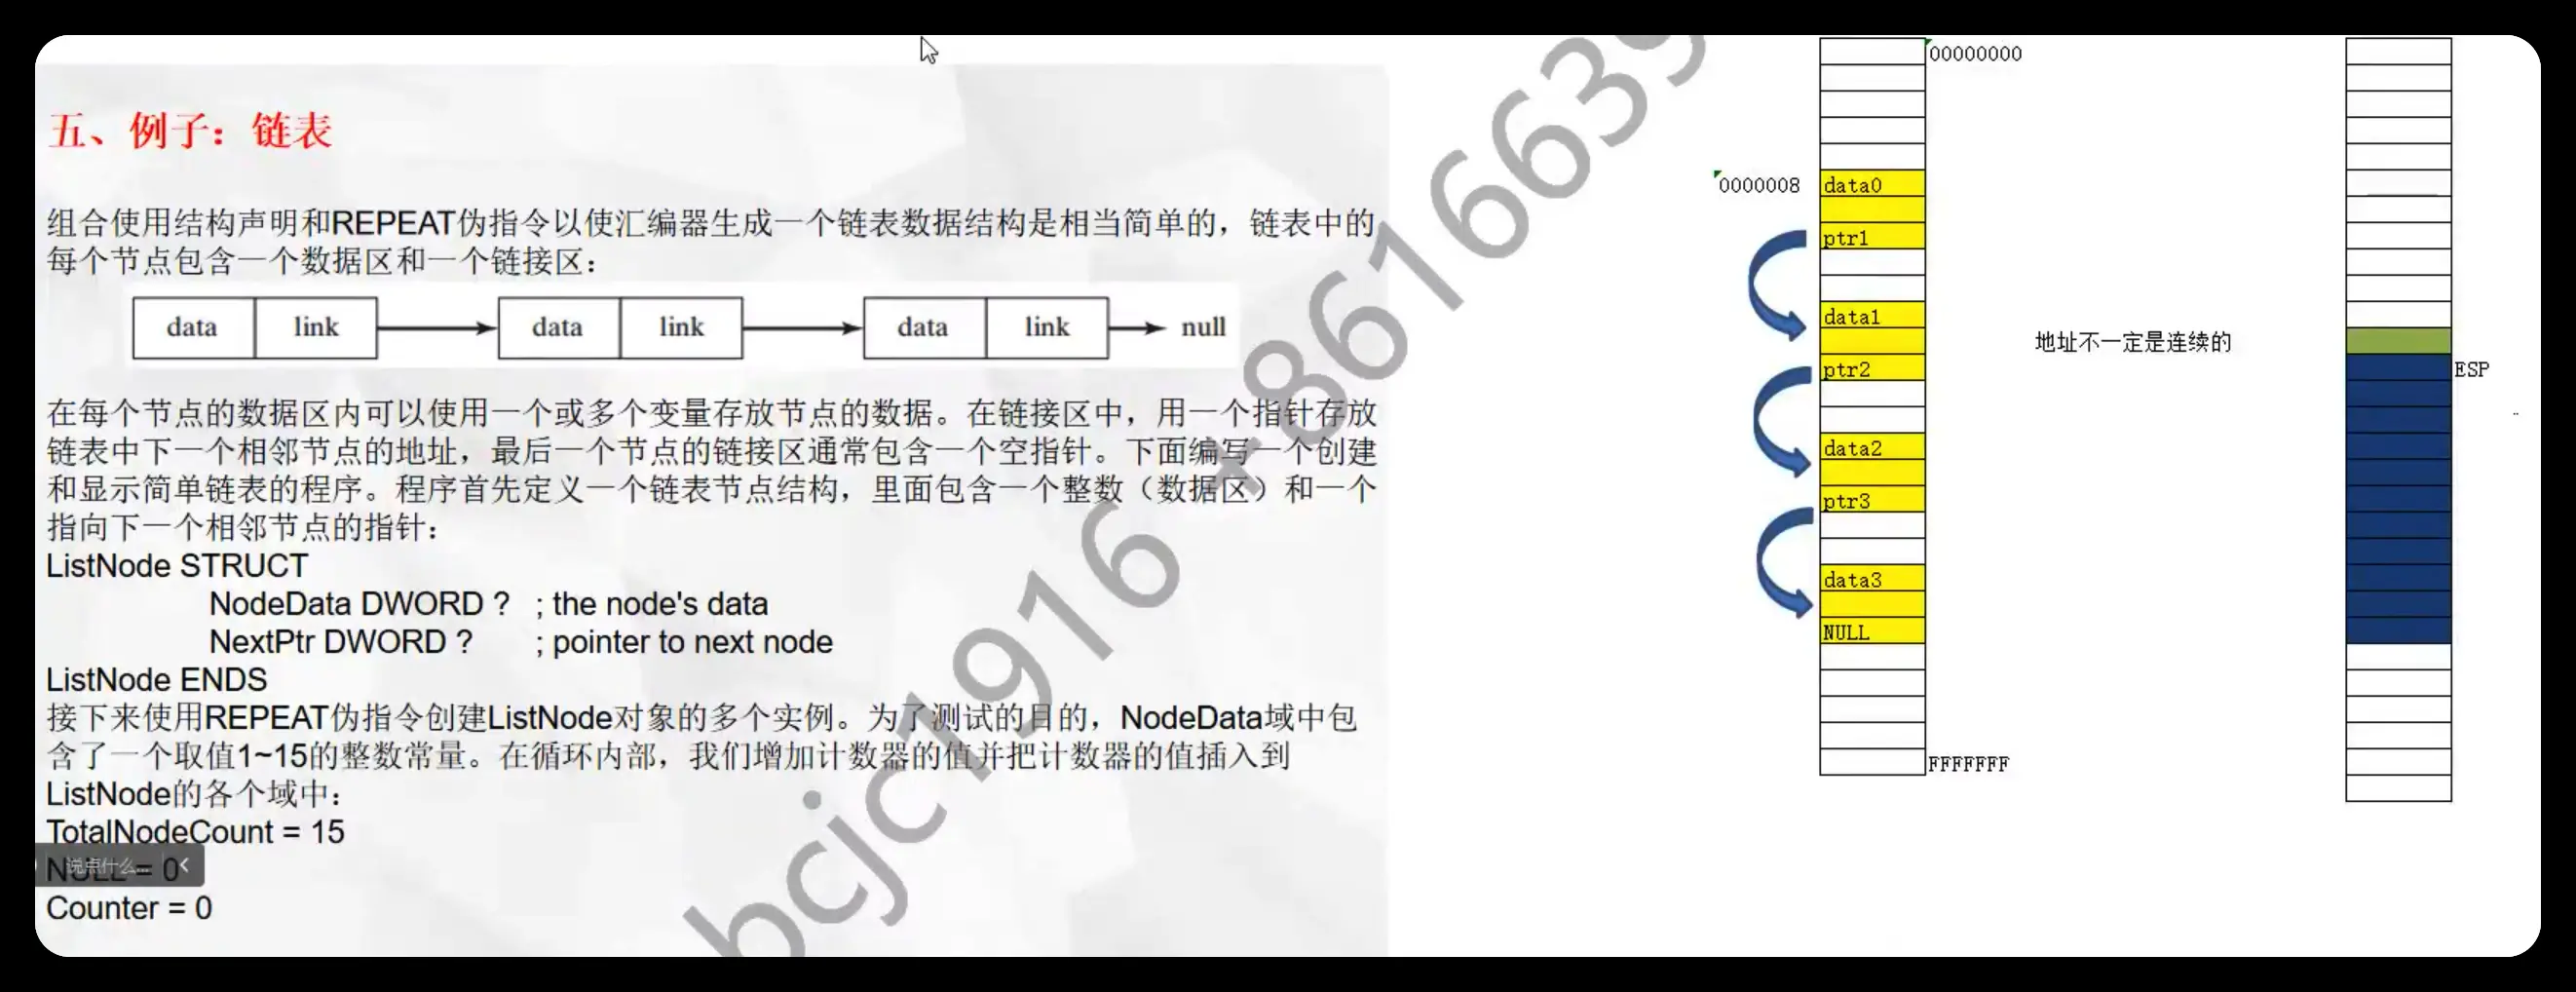 五、例子：链表
组合使用结构声明和REPEAT伪指令以使汇编器生成一个链表数据结构是相当简单的，链表中的
每个节点包含一个数据区和一个链接区：
data link data link data link null
在每个节点的数据区内可以使用一个或多个变量存放节点的数据。在链接区中，用一个指针存放
链表中下一个相邻节点的地址，最后一个节点的链接区通常包含一个空指针。下面编写一个创建
和显示简单链表的程序。程序首先定义一个链表节点结构，里面包含一个整数（数据区）和一个
指向下一个相邻节点的指针：
ListNode STRUCT
NodeData DWORD ? ; the node's data
NextPtr DWORD ? ; pointer to next node
ListNode ENDS
接下来使用REPEAT伪指令创建ListNode对象的多个实例。为了测试的目的，NodeData域中包
含了一个取值1~15的整数常量。在循环内部，我们增加计数器的值并把计数器的值插入到
ListNode的各个域中：
TotalNodeCount = 15
NULL = 0
说点什么...
Counter = 0
bcjc1916 +8616639
00000000
0000008
data0
ptr1
data1
ptr2
data2
ptr3
data3
NULL
FFFFFFF
地址不一定是连续的
ESP